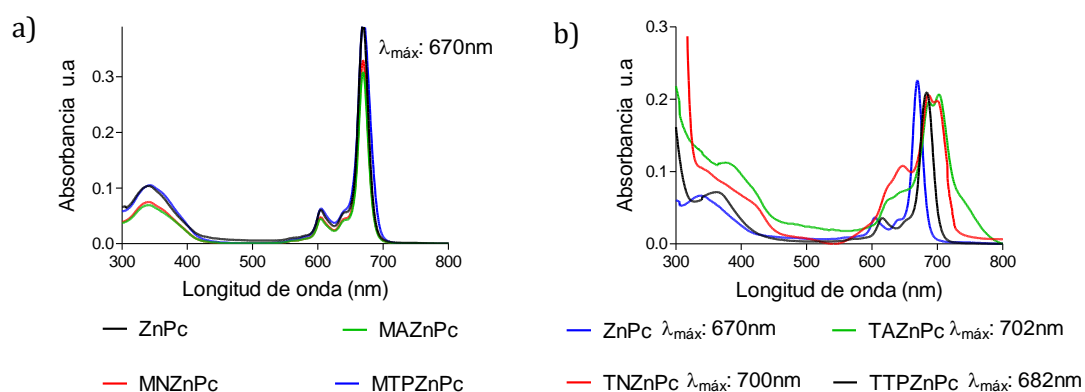 a)
λmáx: 670nm
0.3
0.2
0.1
0.0
Absorbancia u.a
300 400 500 600 700 800
Longitud de onda (nm)
ZnPc
MAZnPc
MNZnPc
MTPZnPc
b)
0.3
0.2
0.1
0.0
Absorbancia u.a
300 400 500 600 700 800
Longitud de onda (nm)
ZnPc λmáx: 670nm
TAZnPc λmáx: 702nm
TNZnPc λmáx: 700nm
TTPZnPc λmáx: 682nm